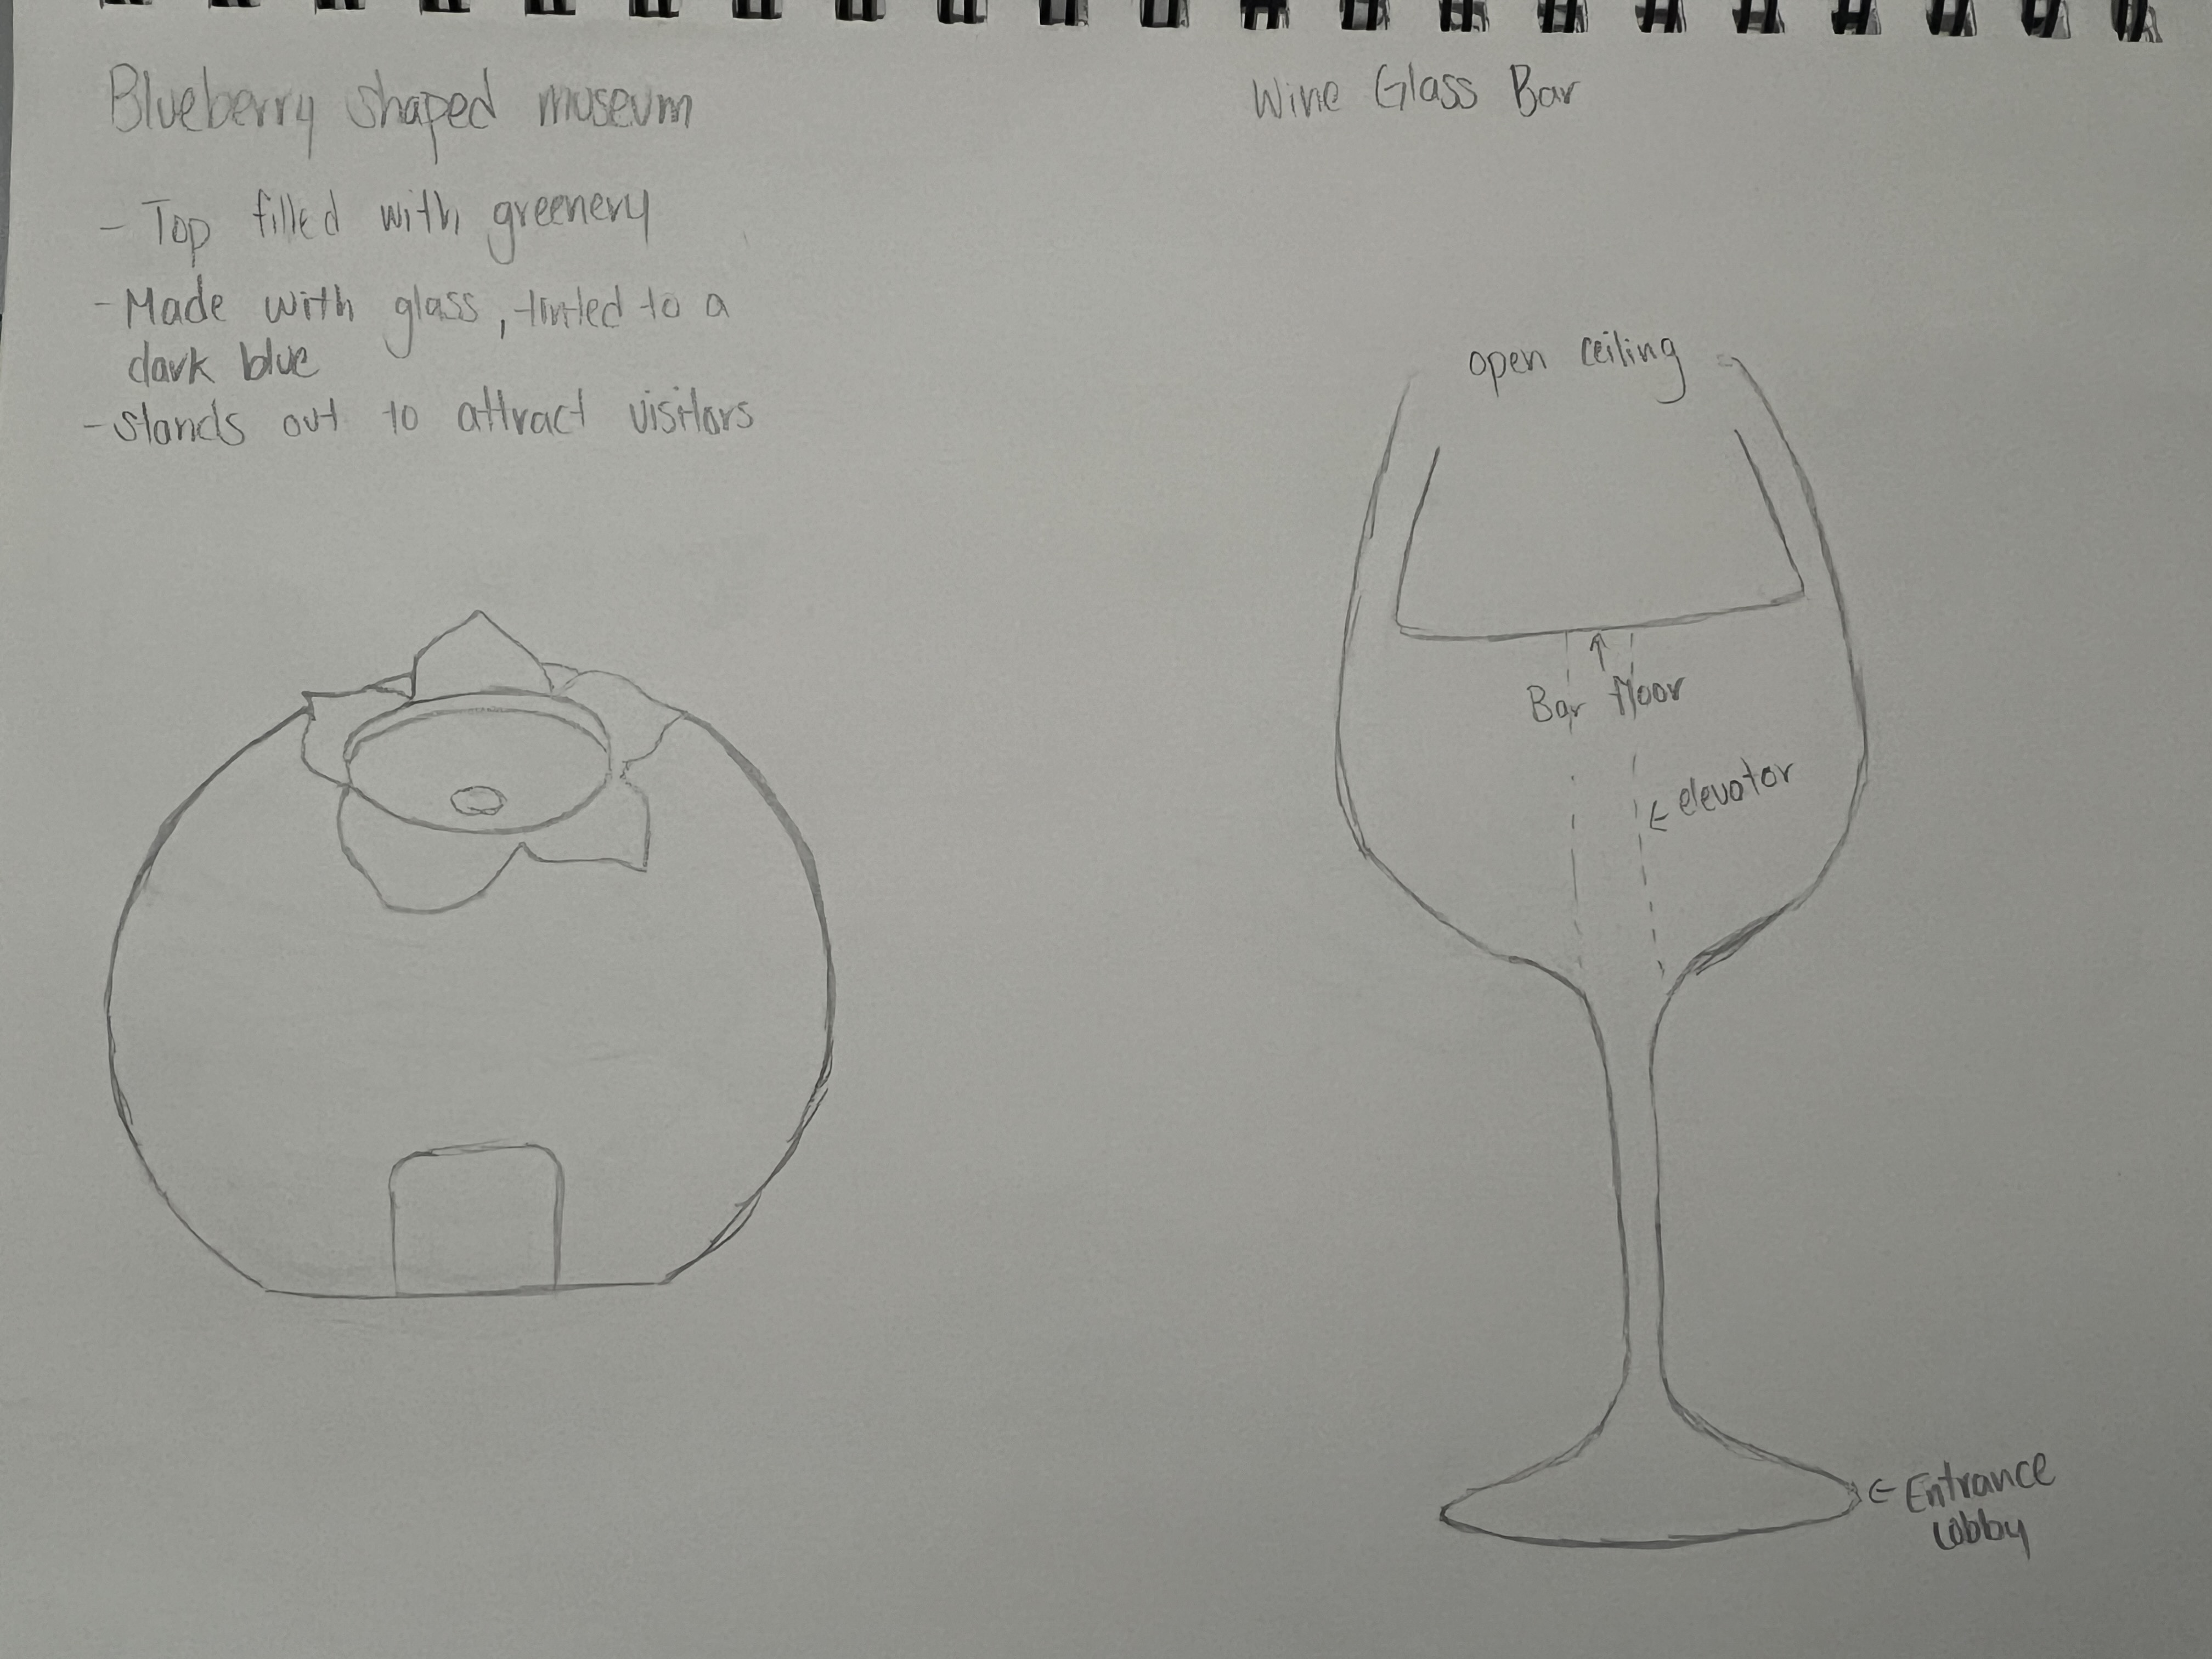 Blueberry shaped museum
- Top filled with greenery
- Made with glass, tinted to a
dark blue
- stands out to attract visitors
Wine Glass Bar
open ceiling
Bar floor
elevator
Entrance
lobby